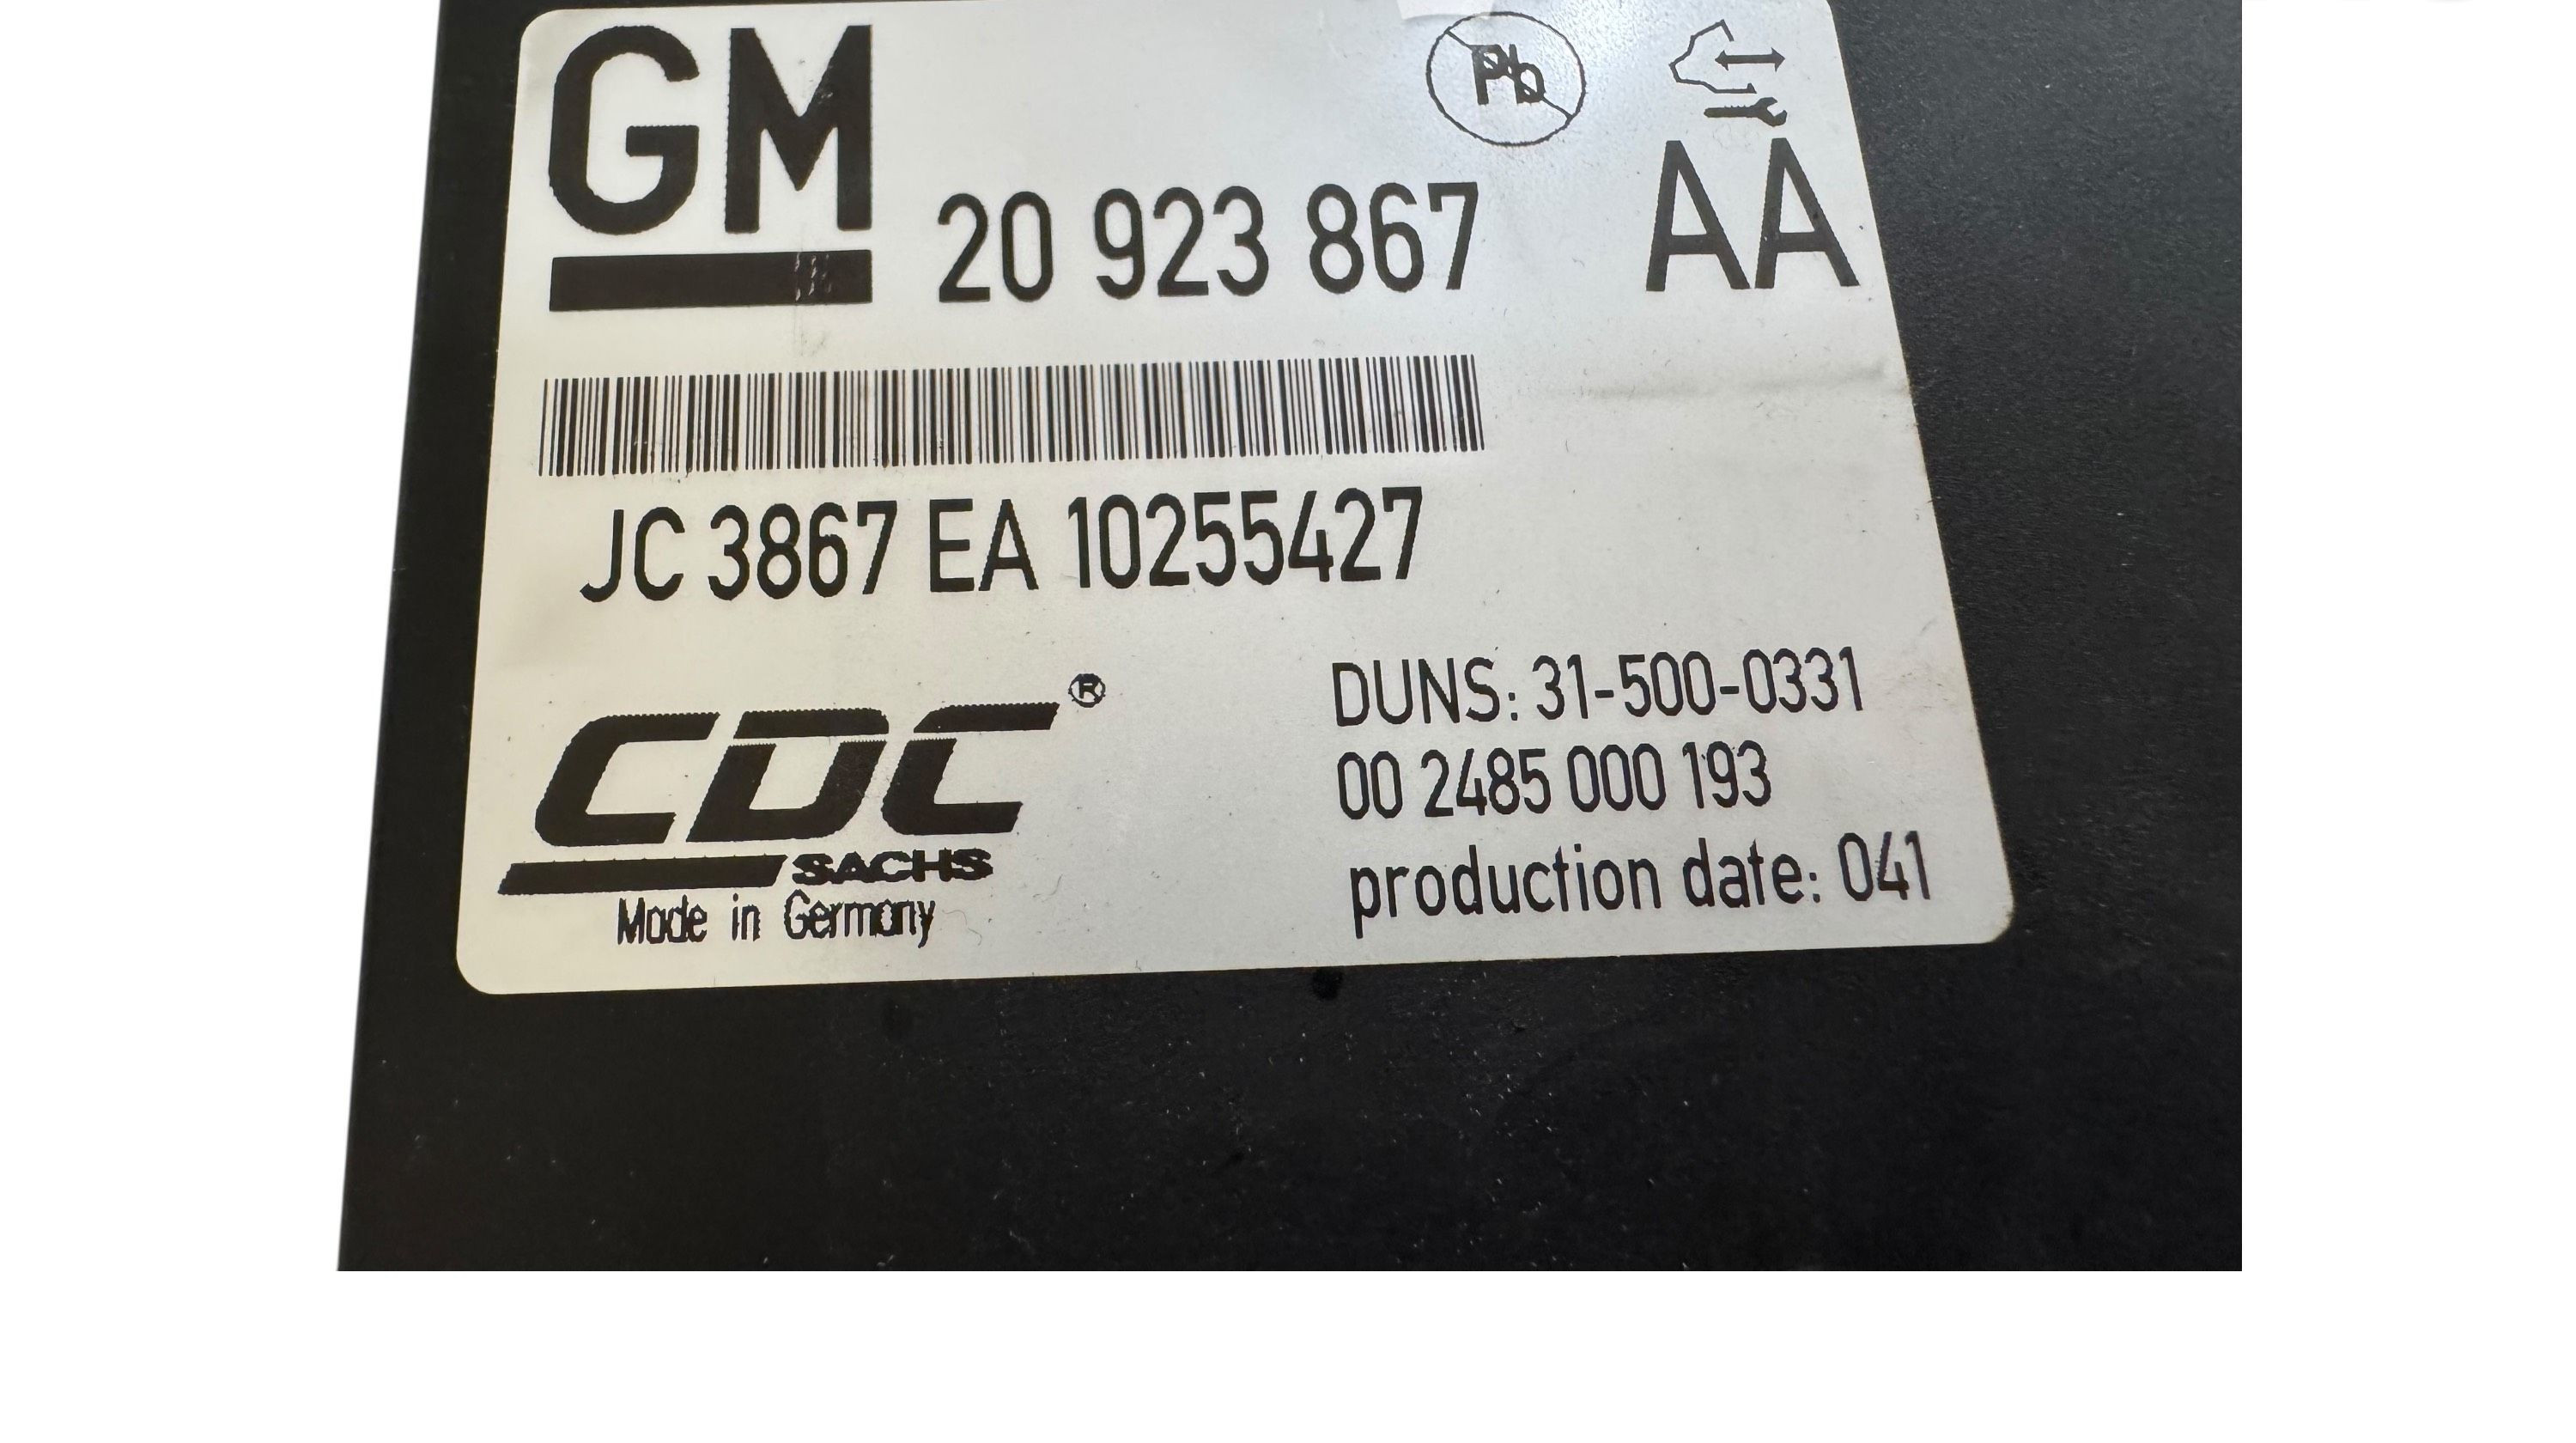 GM
Pb
20 923 867
AA
JC 3867 EA 10255427
CDC®
SACHS
Made in Germany
DUNS: 31-500-0331
00 2485 000 193
production date: 041